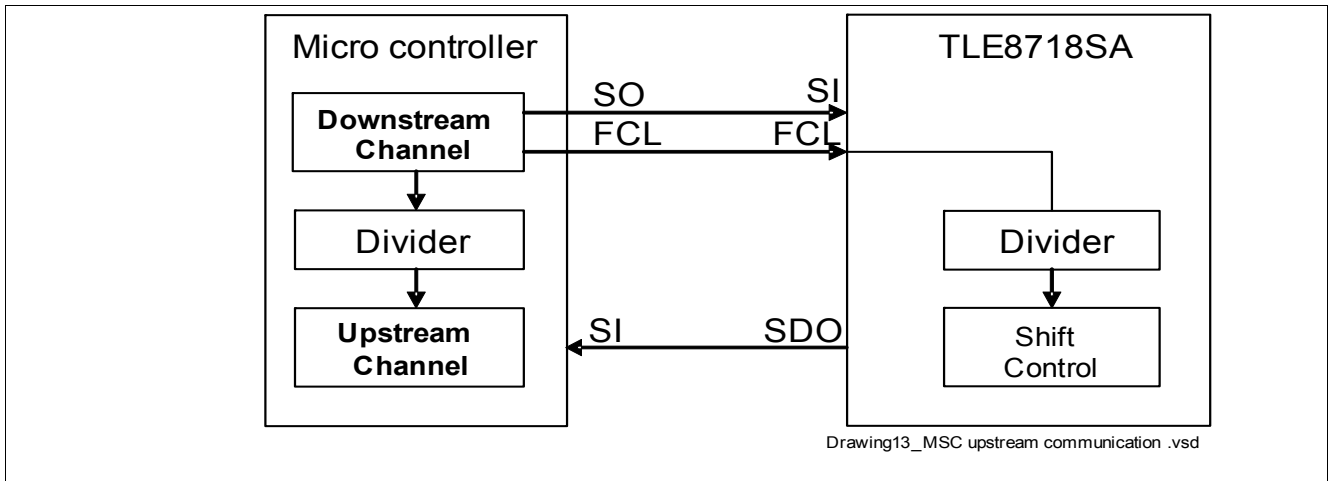 Micro controller
TLE8718SA
SO
SI
Downstream
Channel
FCL
FCL
Divider
Divider
Upstream
Channel
SI
SDO
Shift
Control
Drawing13_MSC upstream communication .vsd